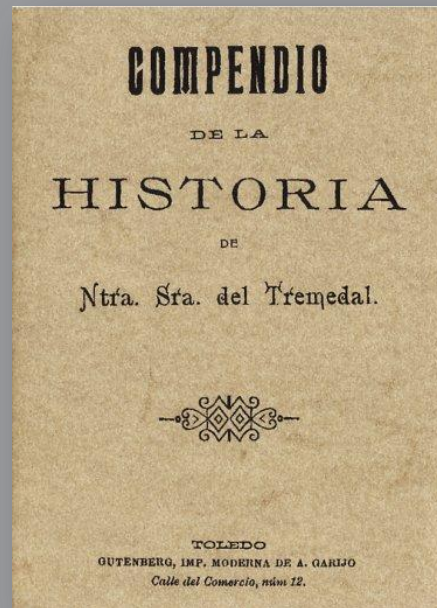 COMPENDIO
DE LA
HISTORIA
DE
Ntra. Sra. del Tremedal.
TOLEDO
GUTENBERG, IMP. MODERNA DE A. GARIJO
Calle del Comercio, núm 12.